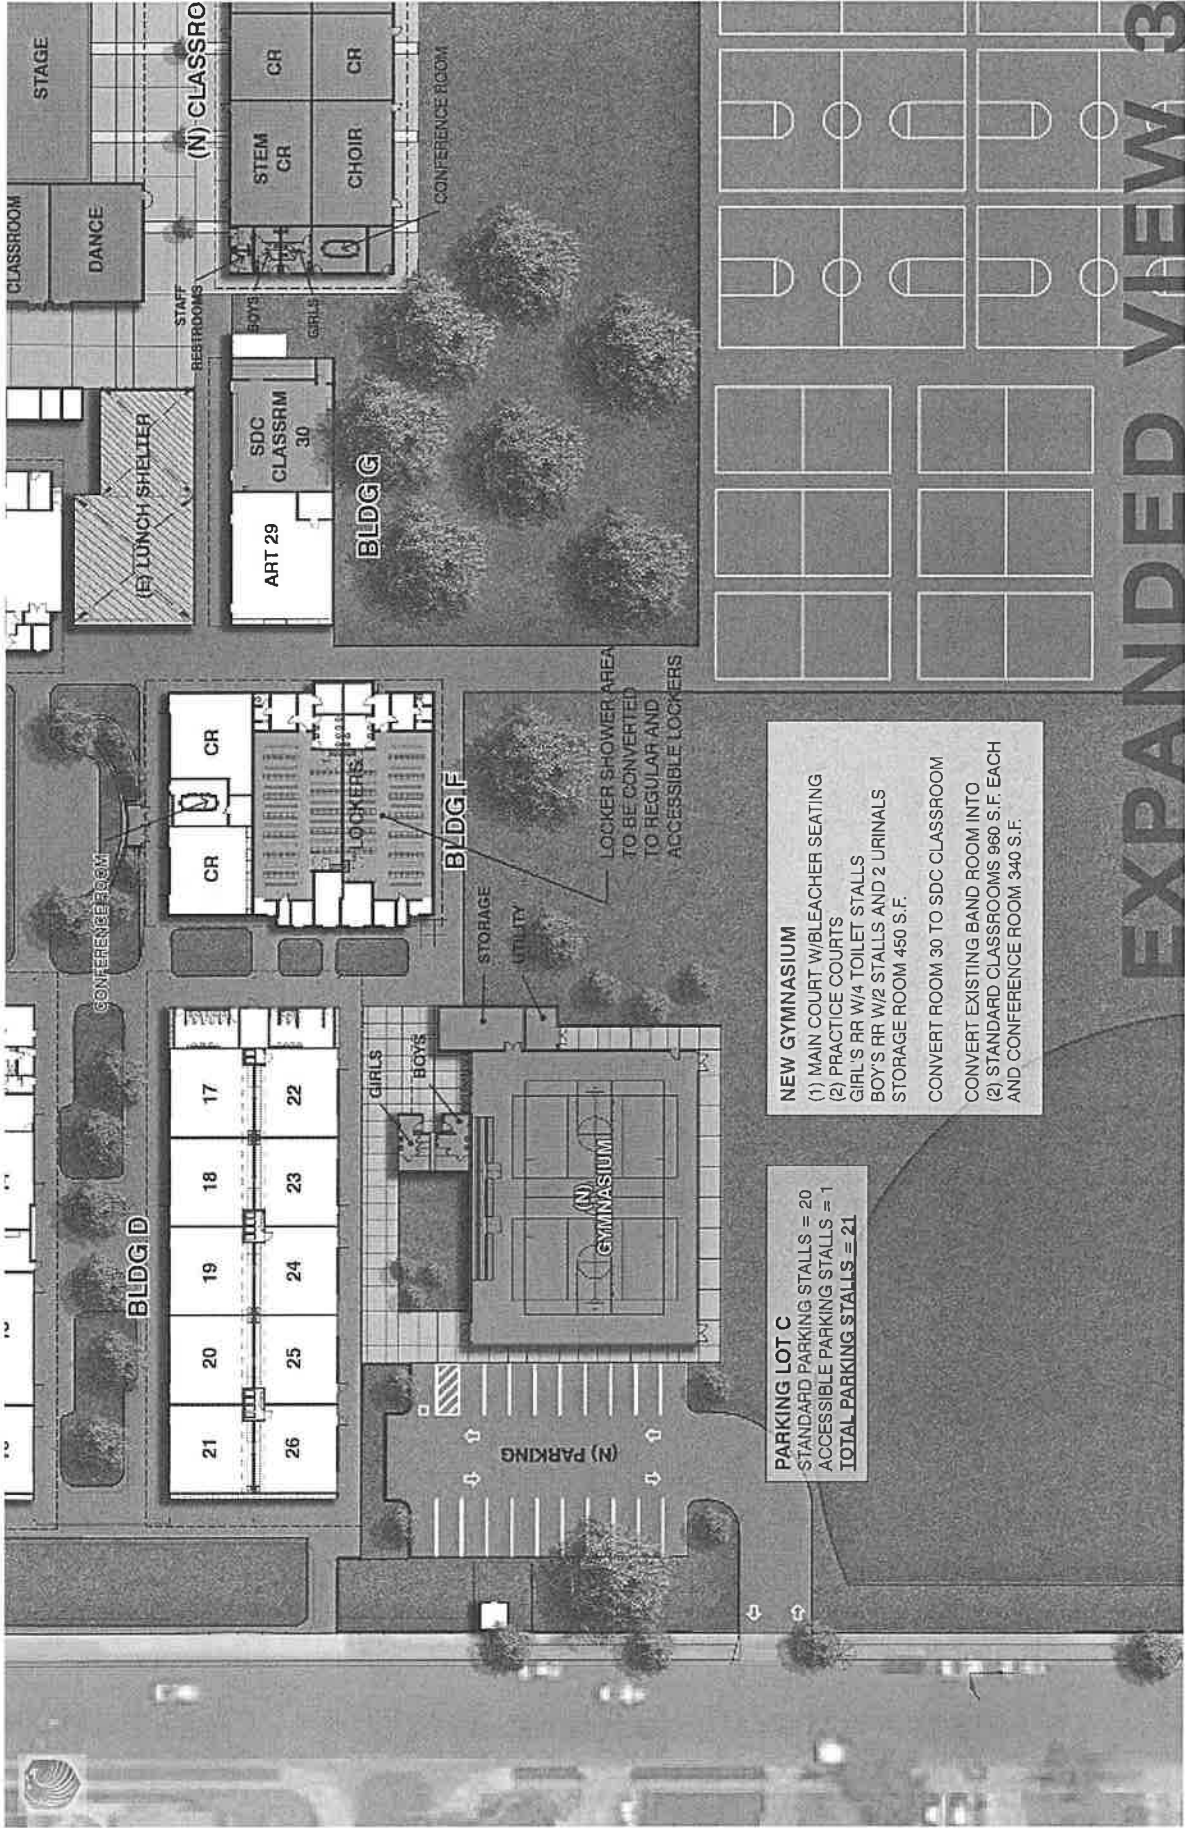 STAGE
CLASSROOM
DANCE
(N) CLASSRO
CR
CR
STEM
CR
CHOIR
CONFERENCE ROOM
STAFF
RESTROOMS
BOYS
GIRLS
(E) LUNCH SHELTER
SDC
CLASSRM
30
ART 29
BLDG G
CONFERENCE ROOM
CR
CR
LOCKERS
BLDG F
LOCKER SHOWER AREA
TO BE CONVERTED
TO REGULAR AND
ACCESSIBLE LOCKERS
BLDG D
17
18
19
20
21
22
23
24
25
26
GIRLS
BOYS
STORAGE
UTILITY
(N)
GYMNASIUM
(N) PARKING
PARKING LOT C
STANDARD PARKING STALLS = 20
ACCESSIBLE PARKING STALLS = 1
TOTAL PARKING STALLS = 21
NEW GYMNASIUM
(1) MAIN COURT W/BLEACHER SEATING
(2) PRACTICE COURTS
GIRL'S RR W/4 TOILET STALLS
BOY'S RR W/2 STALLS AND 2 URINALS
STORAGE ROOM 450 S.F.
CONVERT ROOM 30 TO SDC CLASSROOM
CONVERT EXISTING BAND ROOM INTO
(2) STANDARD CLASSROOMS 960 S.F. EACH
AND CONFERENCE ROOM 340 S.F.
EXPANDED VIEW 3